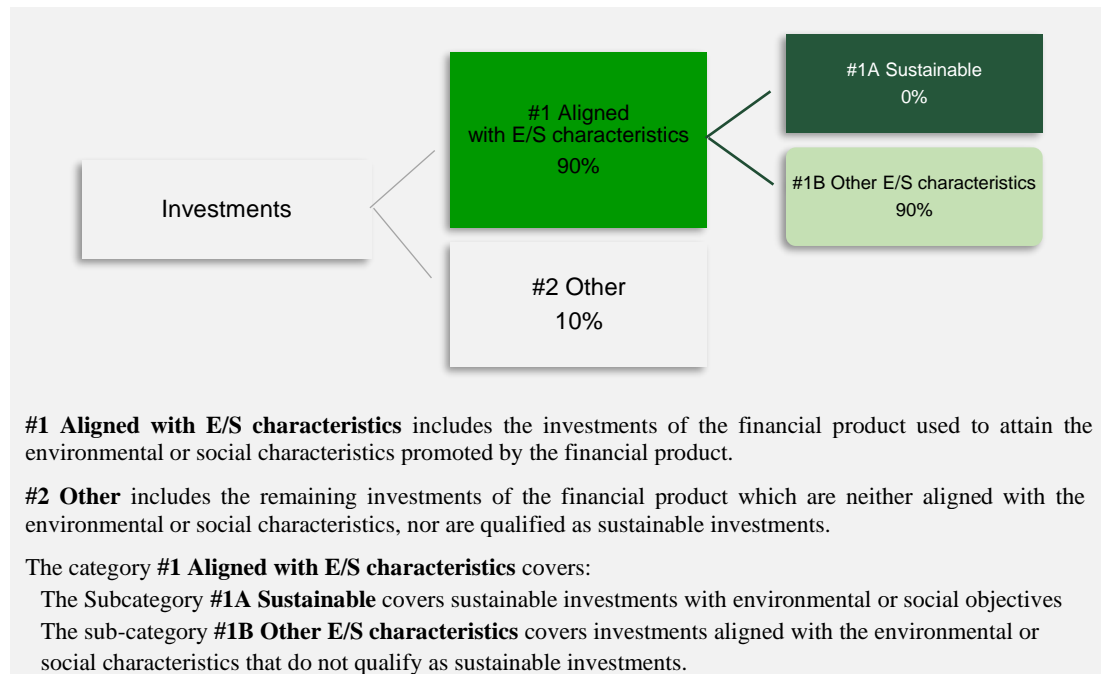 Investments
#1 Aligned
with E/S characteristics
90%
#2 Other
10%
#1A Sustainable
0%
#1B Other E/S characteristics
90%
#1 Aligned with E/S characteristics includes the investments of the financial product used to attain the
environmental or social characteristics promoted by the financial product.
#2 Other includes the remaining investments of the financial product which are neither aligned with the
environmental or social characteristics, nor are qualified as sustainable investments.
The category #1 Aligned with E/S characteristics covers:
The Subcategory #1A Sustainable covers sustainable investments with environmental or social objectives
The sub-category #1B Other E/S characteristics covers investments aligned with the environmental or
social characteristics that do not qualify as sustainable investments.